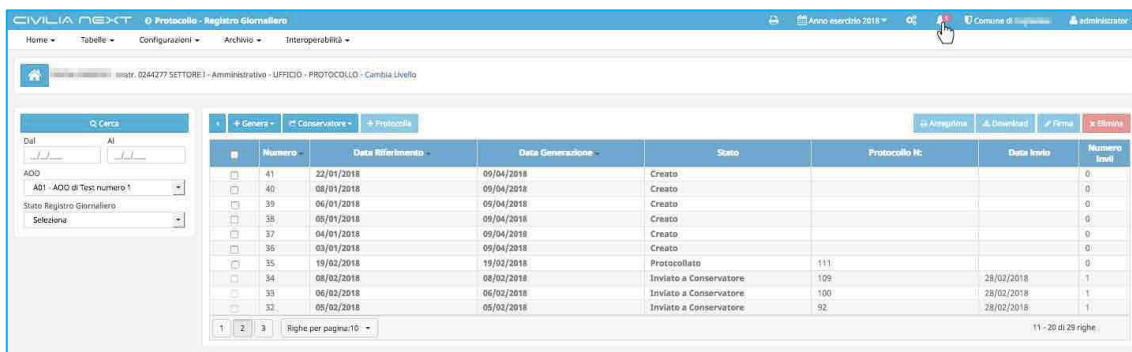 CIVILIA NEXT Protocollo - Registro Giornaliero Anno esercizio 2018 5 Comune di administrator
Home Tabelle Configurazioni Archivio Interoperabilità
0244277 SETTORE I - Amministrativo - UFFICIO - PROTOCOLLO - Cambia Livello
Cerca
Dal Al
_/_/__ _/_/__
AOO
A01 - AOO di Test numero 1
Stato Registro Giornaliero
Seleziona
+ Genera Conservatore + Protocolla Anteprima Download Firma x Elimina
Numero Data Riferimento Data Generazione Stato Protocollo N: Data Invio Numero Invii
41 22/01/2018 09/04/2018 Creato 0
40 08/01/2018 09/04/2018 Creato 0
39 06/01/2018 09/04/2018 Creato 0
38 05/01/2018 09/04/2018 Creato 0
37 04/01/2018 09/04/2018 Creato 0
36 03/01/2018 09/04/2018 Creato 0
35 19/02/2018 19/02/2018 Protocollato 111 0
34 08/02/2018 08/02/2018 Inviato a Conservatore 109 28/02/2018 1
33 06/02/2018 06/02/2018 Inviato a Conservatore 100 28/02/2018 1
32 05/02/2018 05/02/2018 Inviato a Conservatore 92 28/02/2018 1
1 2 3 Righe per pagina:10 11 - 20 di 29 righe